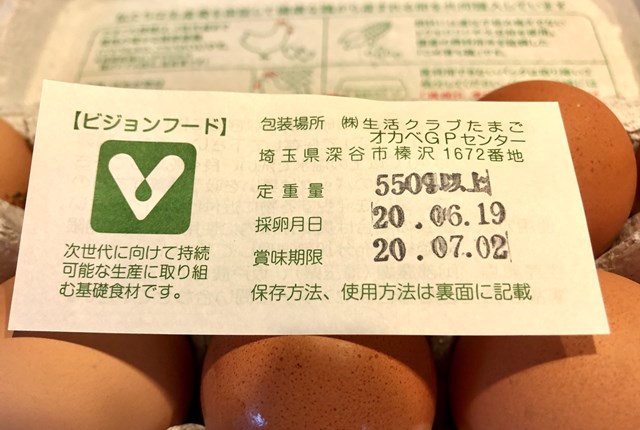 【ビジョンフード】
次世代に向けて持続
可能な生産に取り組
む基礎食材です。
包装場所 ㈱生活クラブたまご
オカベGPセンター
埼玉県深谷市榛沢1672番地
定重量 550g以上
採卵月日 20.06.19
賞味期限 20.07.02
保存方法、使用方法は裏面に記載